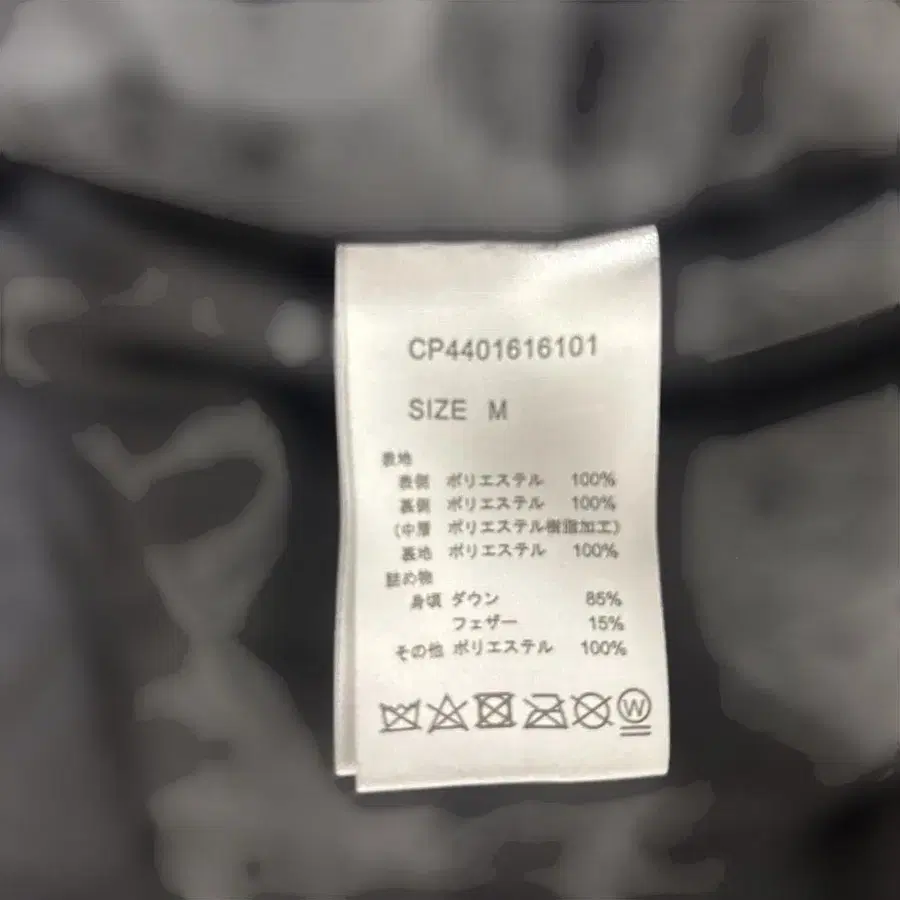 CP4401616101
SIZE M
表地
表側 ポリエステル 100%
裏側 ポリエステル 100%
(中層 ポリエステル樹脂加工)
裏地 ポリエステル 100%
詰め物
身頃 ダウン 85%
フェザー 15%
その他 ポリエステル 100%
W